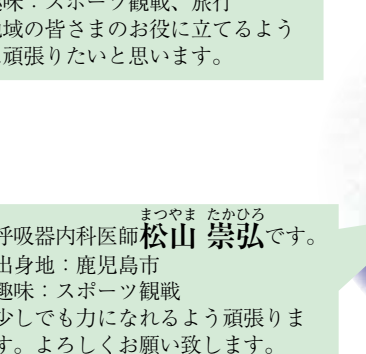 味：スポーツ観戦、旅行
域の皆さまのお役に立てるよう
頑張りたいと思います。
まつやま たかひろ
呼吸器内科医師松山 崇弘です。
出身地：鹿児島市
趣味：スポーツ観戦
少しでも力になれるよう頑張りま
す。よろしくお願い致します。